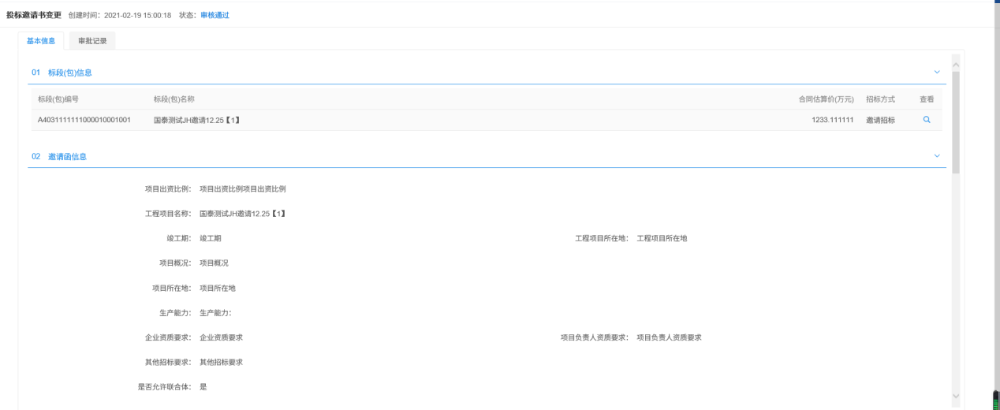 投标邀请书变更 创建时间：2021-02-19 15:00:18 状态：审核通过
基本信息 审批记录
01 标段(包)信息
标段(包)编号 标段(包)名称 合同估算价(万元) 招标方式 查看
A4031111111000010001001 国泰测试JH邀请12.25【1】 1233.111111 邀请招标
02 邀请函信息
项目出资比例： 项目出资比例项目出资比例
工程项目名称： 国泰测试JH邀请12.25【1】
竣工期： 竣工期 工程项目所在地： 工程项目所在地
项目概况： 项目概况
项目所在地： 项目所在地
生产能力： 生产能力：
企业资质要求： 企业资质要求 项目负责人资质要求： 项目负责人资质要求
其他招标要求： 其他招标要求
是否允许联合体： 是